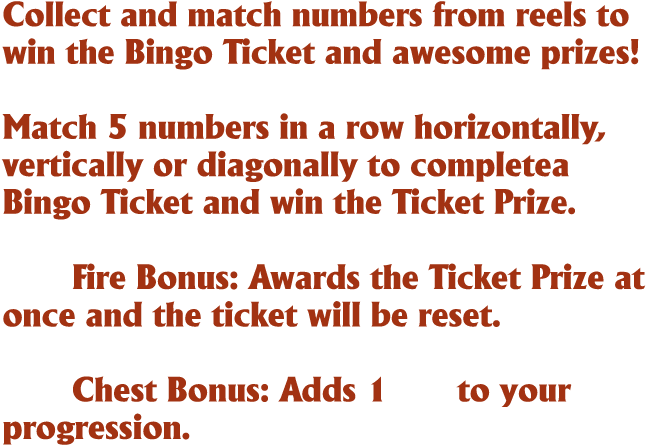 Collect and match numbers from reels to
win the Bingo Ticket and awesome prizes!
Match 5 numbers in a row horizontally,
vertically or diagonally to completea
Bingo Ticket and win the Ticket Prize.
Fire Bonus: Awards the Ticket Prize at
once and the ticket will be reset.
Chest Bonus: Adds 1 to your
progression.